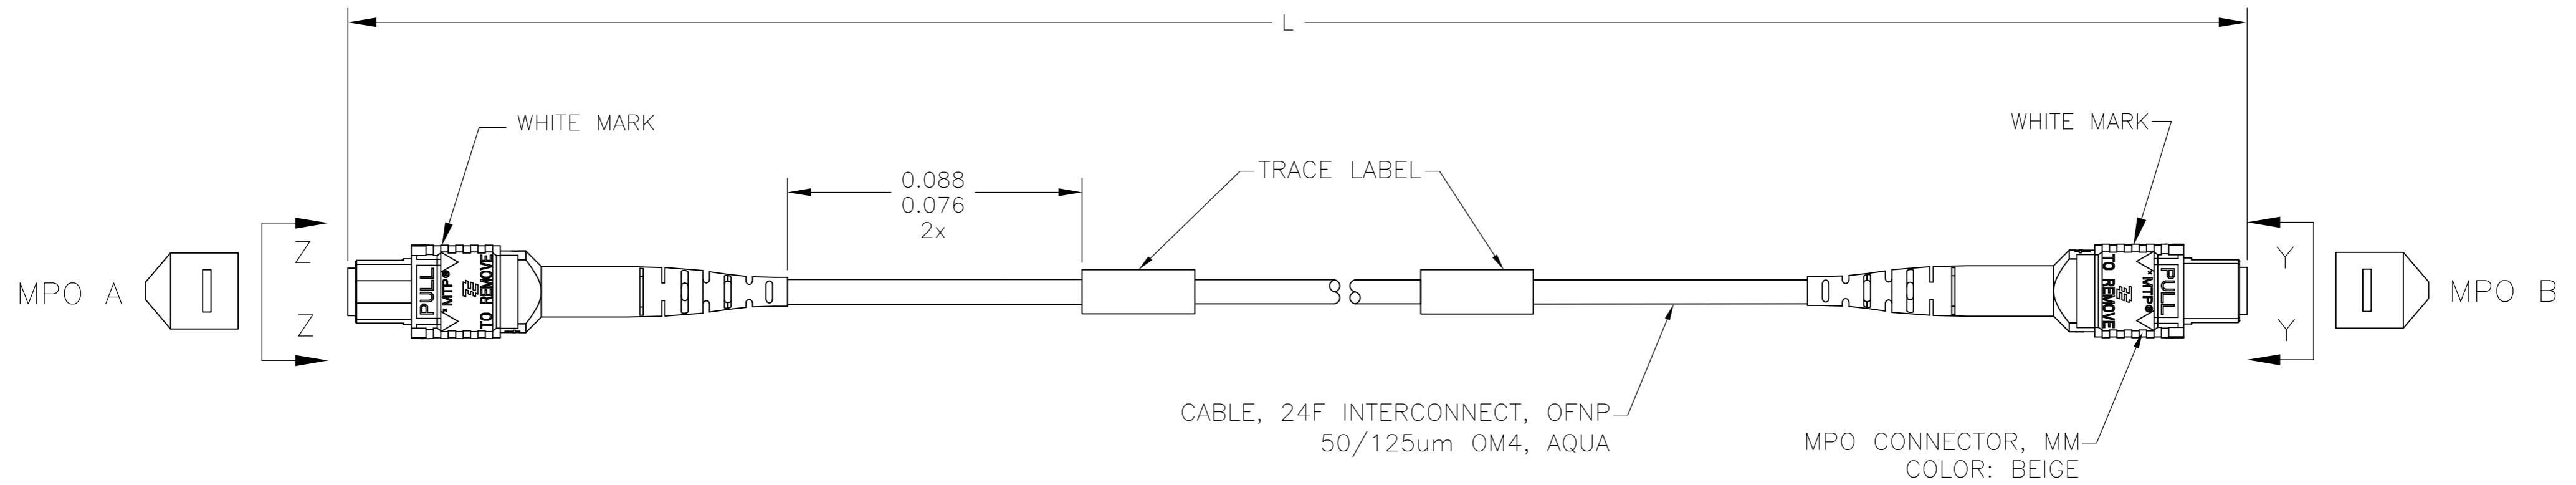 L
WHITE MARK
WHITE MARK
TRACE LABEL
0.088
0.076
2x
Z
Y
PULL
MTP®
TO REMOVE
TO REMOVE
MTP®
PULL
MPO A
MPO B
Z
Y
CABLE, 24F INTERCONNECT, OFNP
50/125um OM4, AQUA
MPO CONNECTOR, MM
COLOR: BEIGE